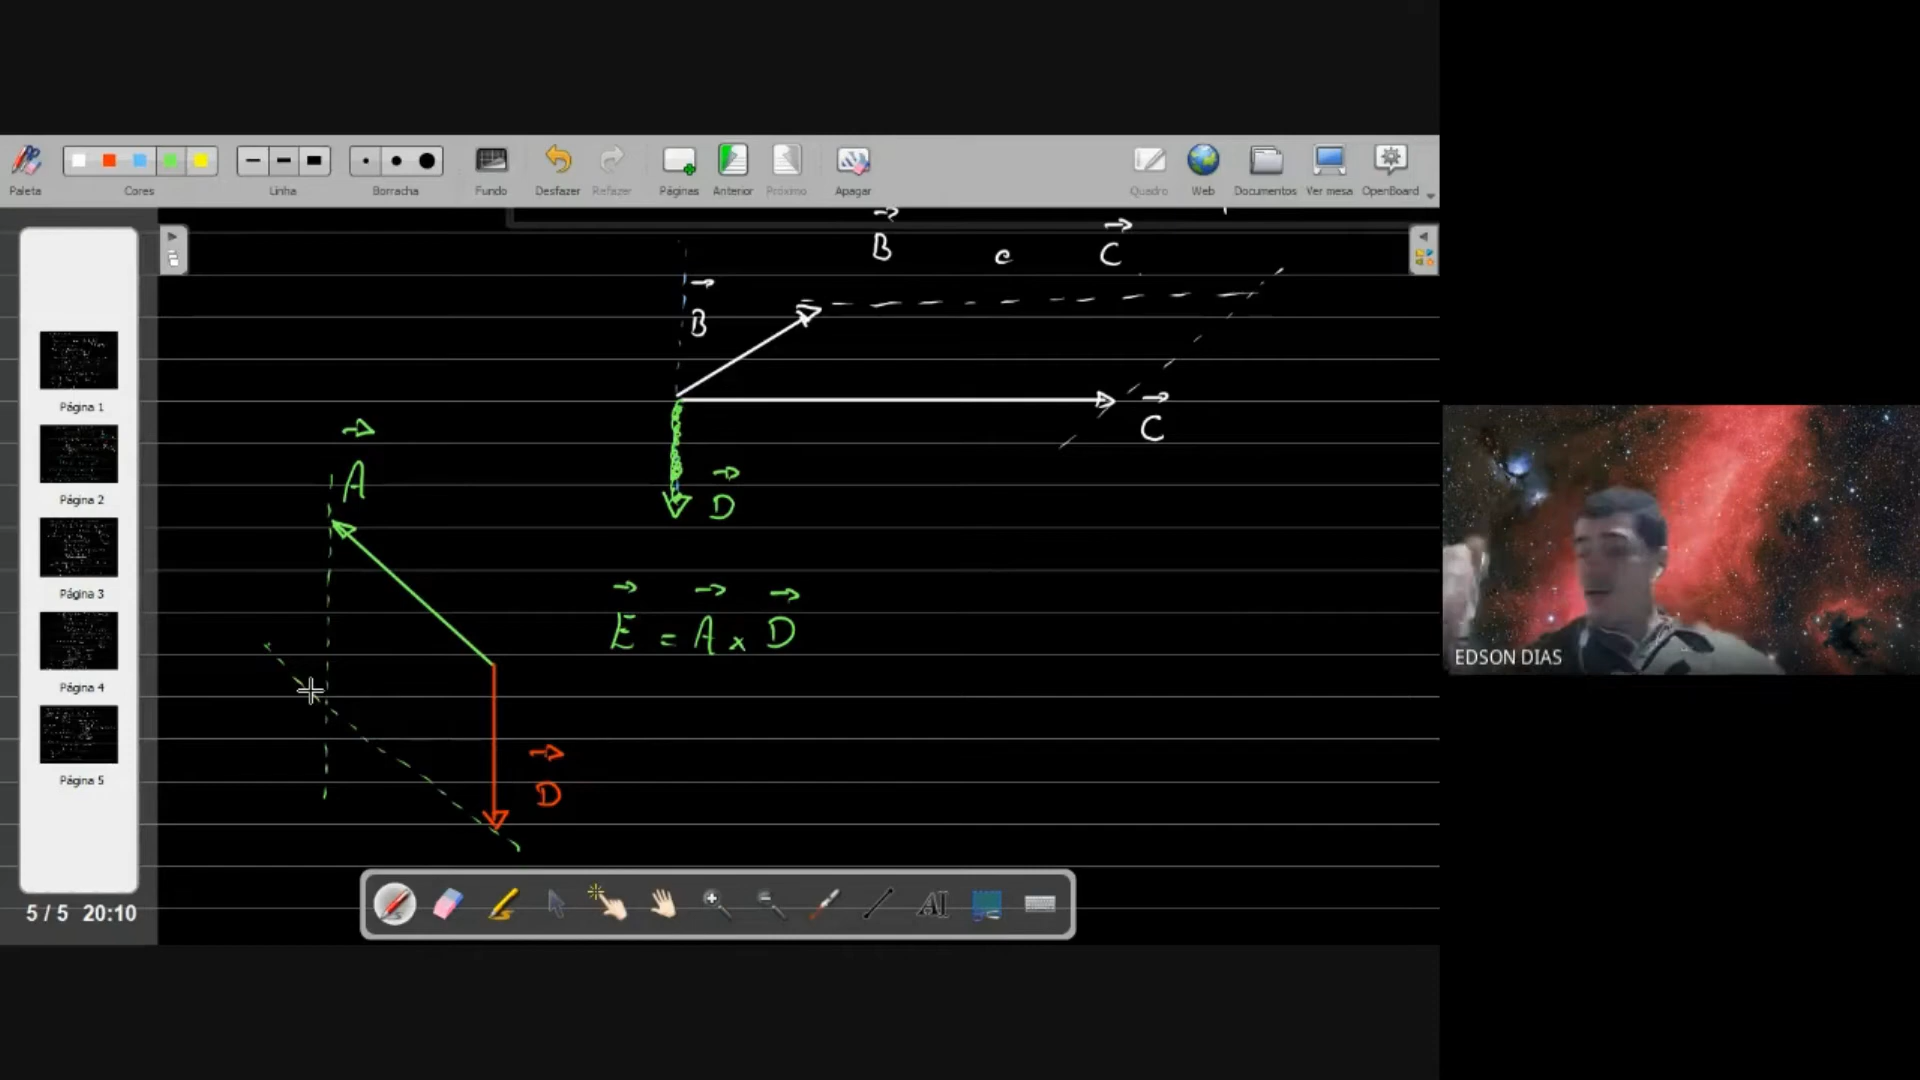 Paleta Cores Linha Borracha Fundo Desfazer Refazer Páginas Anterior Próximo Apagar Quadro Web Documentos Ver mesa OpenBoard
B e C
B
C
A
D
E = A x D
D
Página 1
Página 2
Página 3
Página 4
Página 5
5 / 5 20:10
AI
EDSON DIAS